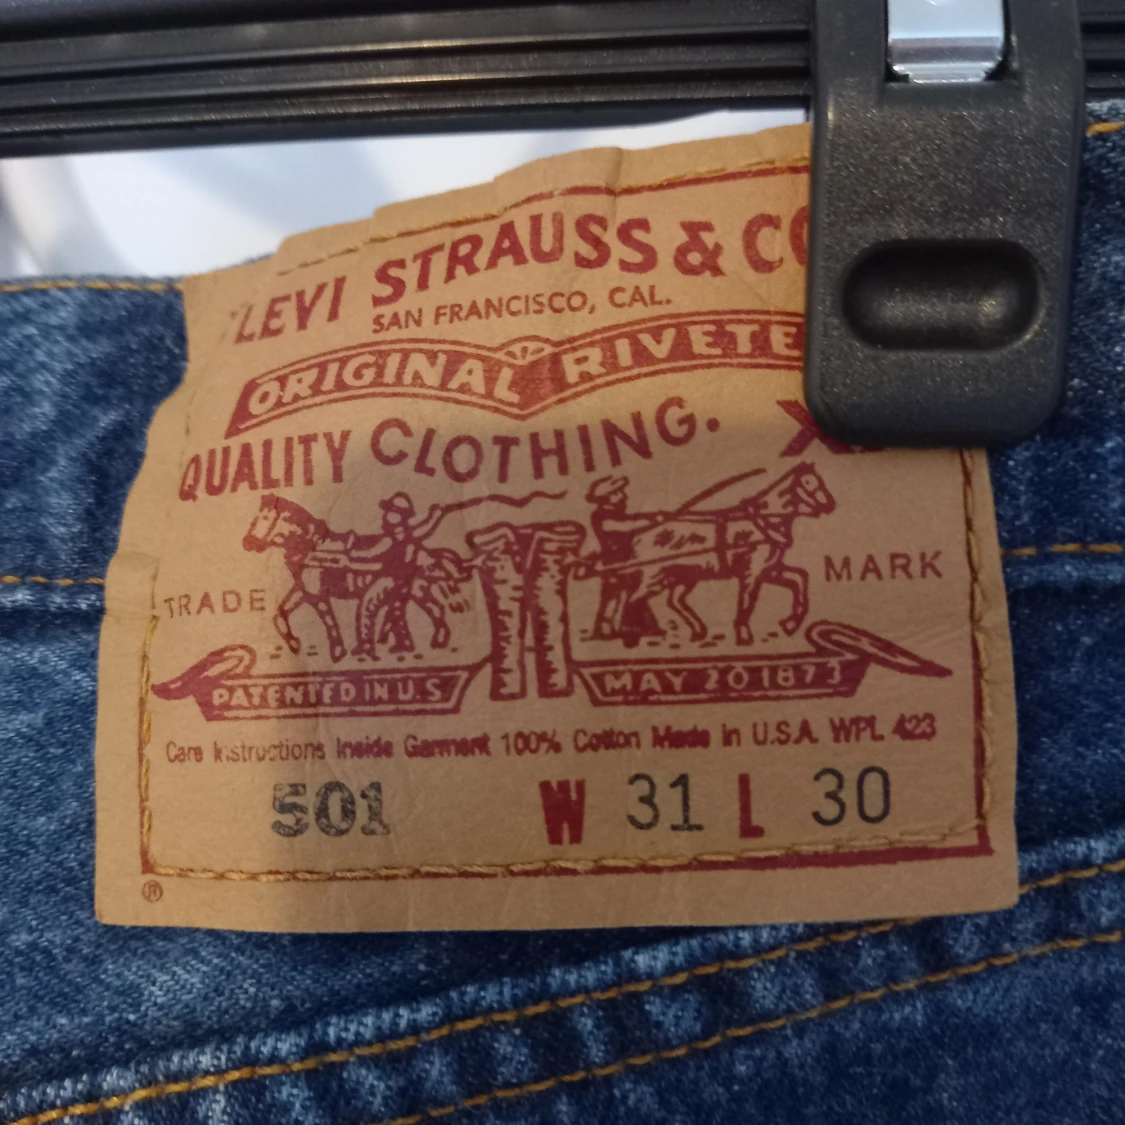 LEVI STRAUSS & CO
SAN FRANCISCO, CAL.
ORIGINAL RIVETE
QUALITY CLOTHING.
TRADE MARK
PATENTED IN U.S MAY 20 1873
Care Instructions Inside Garment 100% Cotton Made in U.S.A. WPL 423
501 W 31 L 30
®